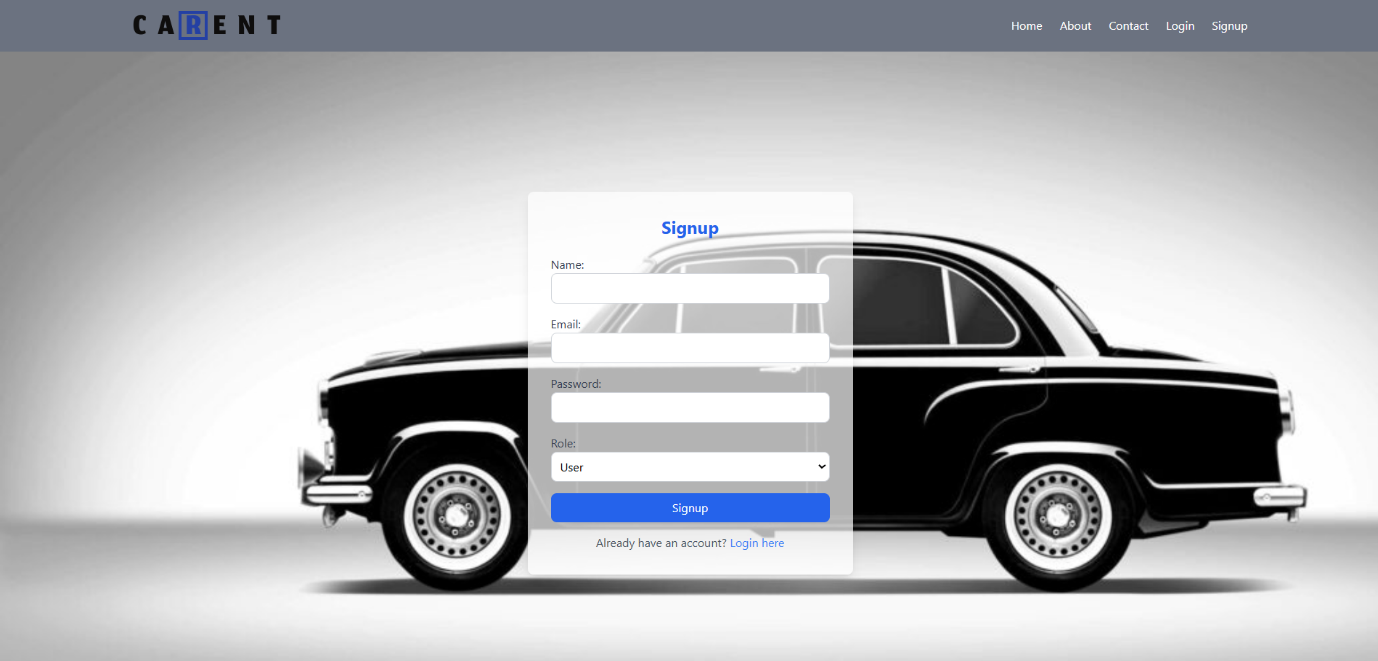 CARENT
Home About Contact Login Signup
Signup
Name:
Email:
Password:
Role:
User
Signup
Already have an account? Login here